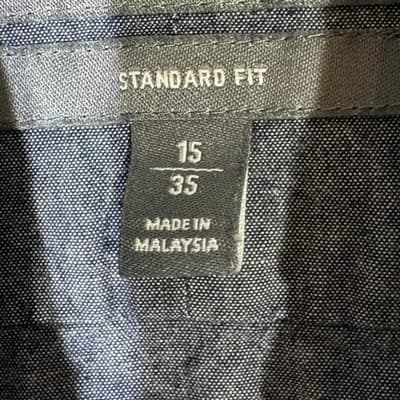 STANDARD FIT
15
35
MADE IN
MALAYSIA